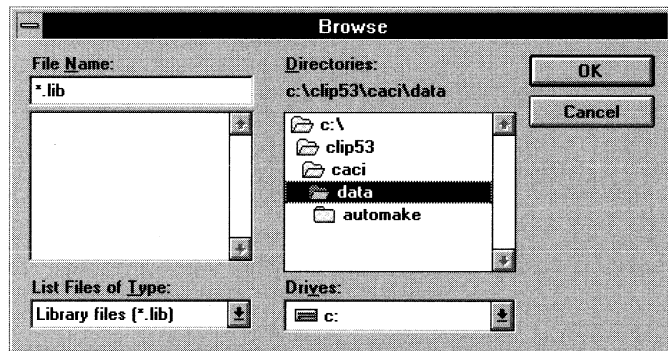 Browse
File Name:
*.lib
List Files of Type:
Library files (*.lib)
Directories:
c:\clip53\caci\data
c:\
clip53
caci
data
automake
Drives:
c:
OK
Cancel